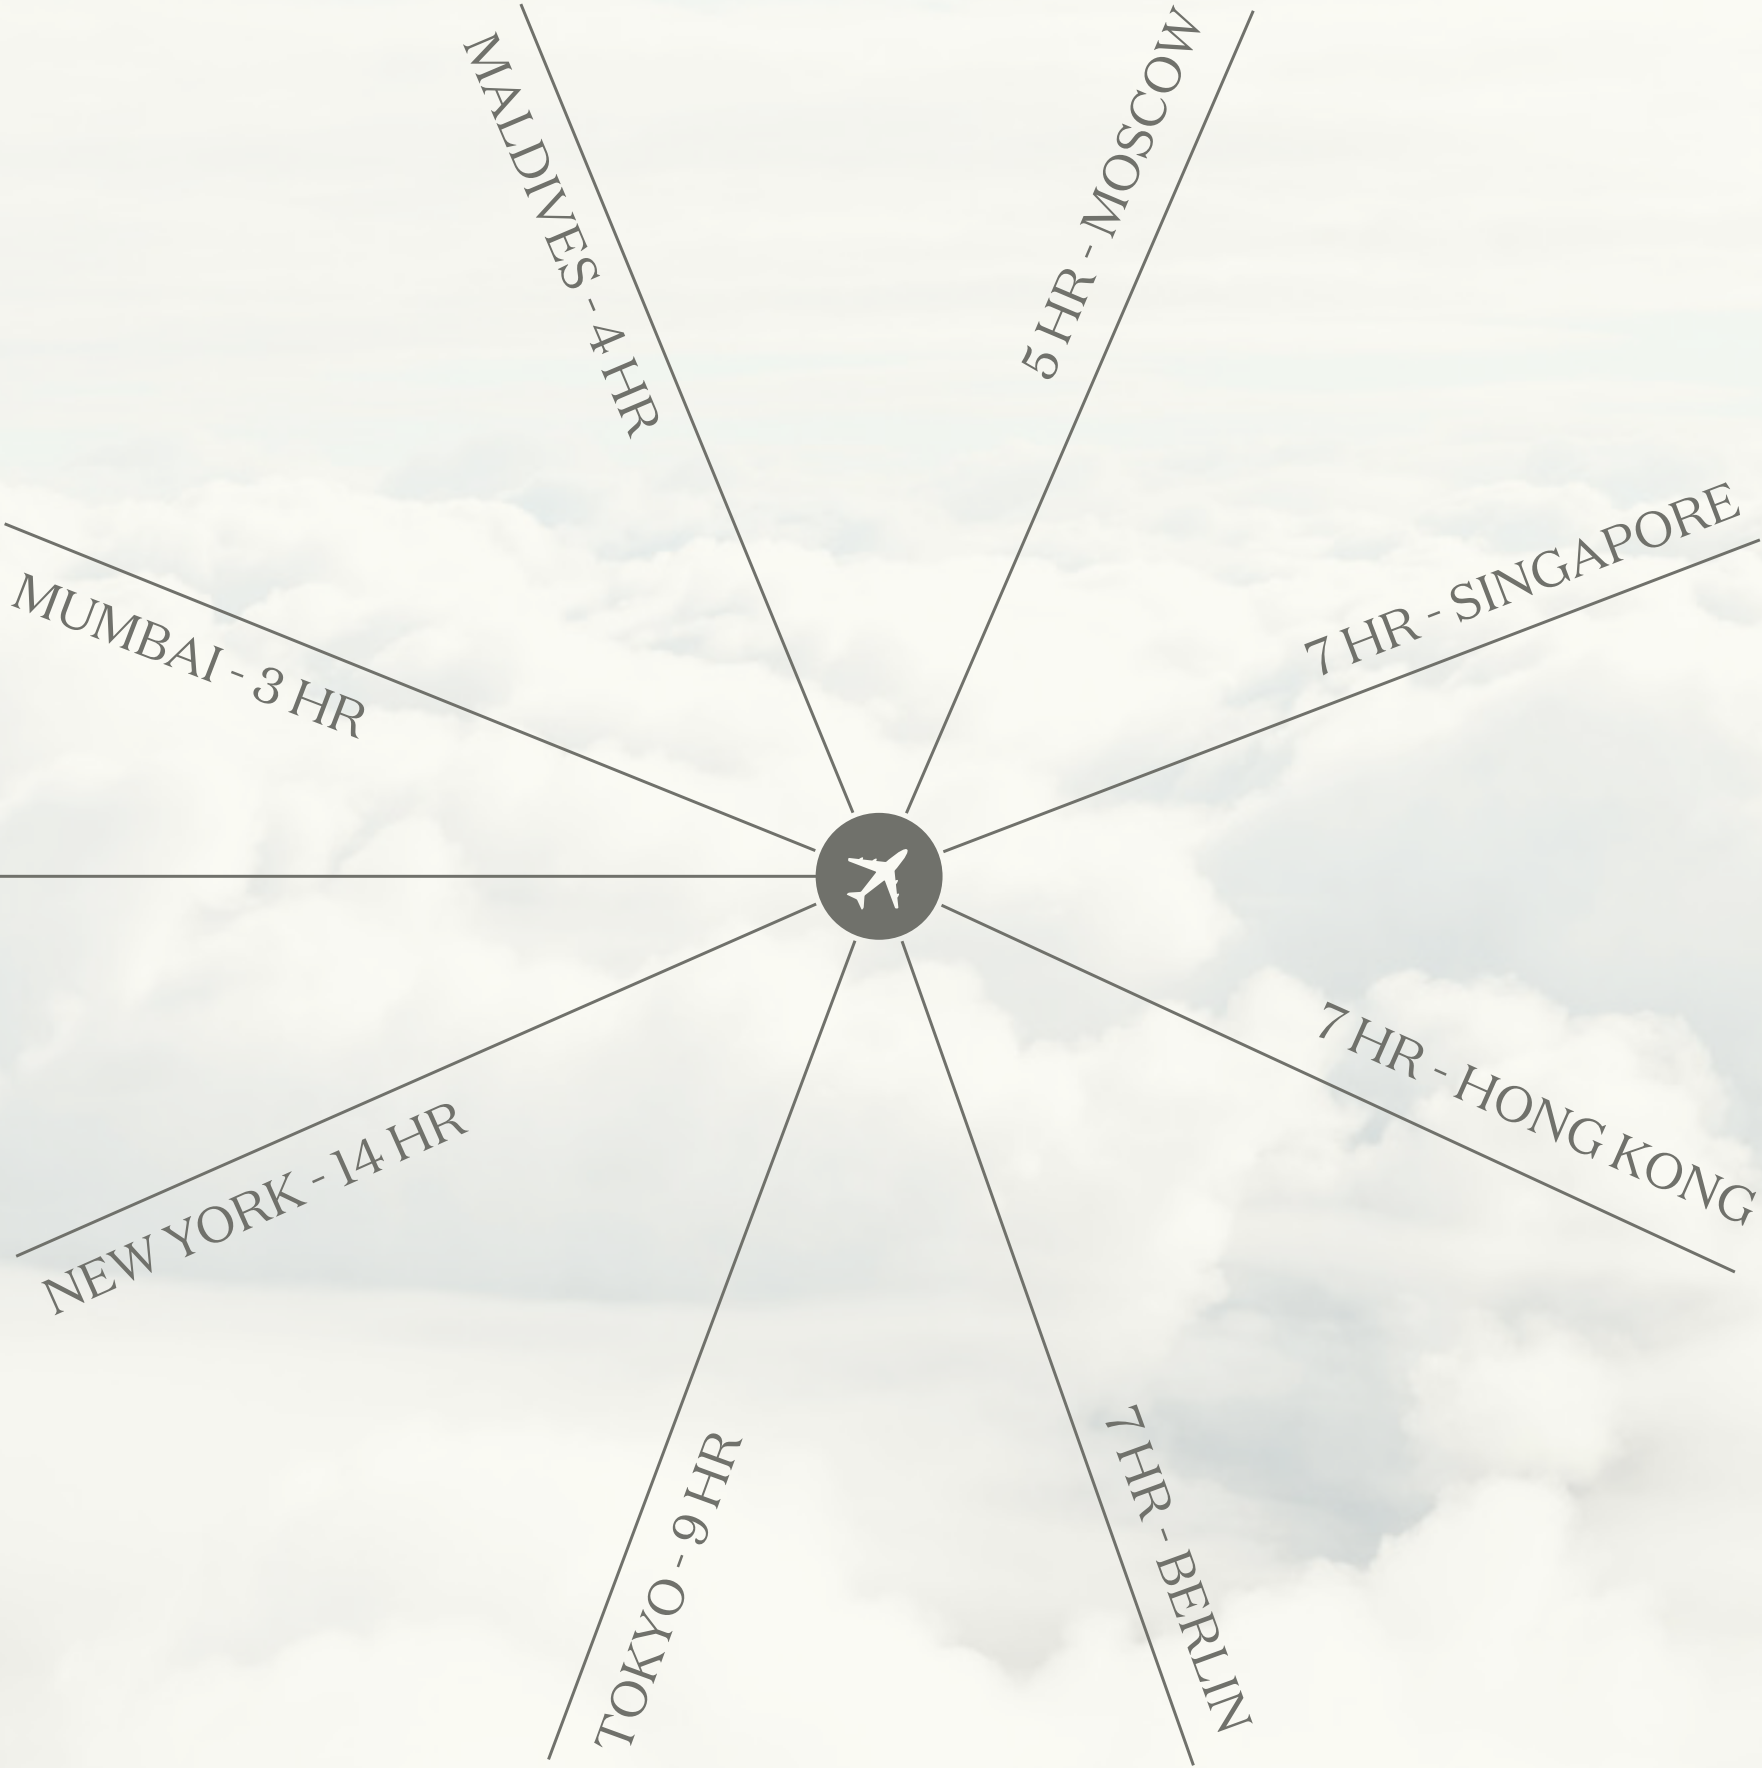 MALDIVES - 4 HR
5 HR - MOSCOW
7 HR - SINGAPORE
MUMBAI - 3 HR
7 HR - HONG KONG
NEW YORK - 14 HR
TOKYO - 9 HR
7 HR - BERLIN